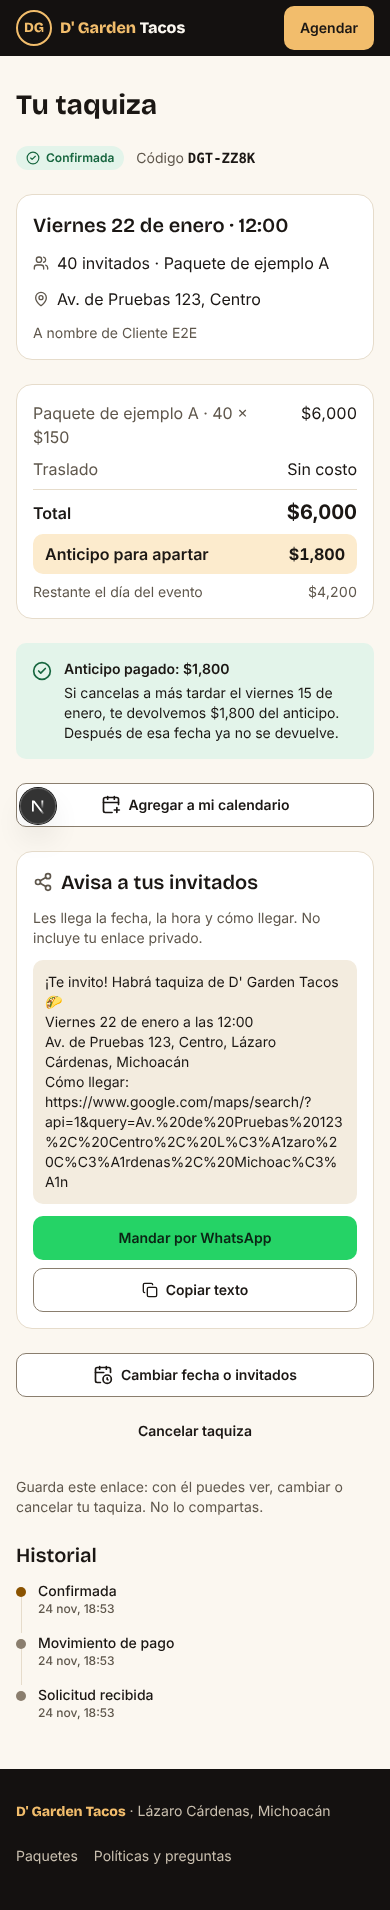 DG D' Garden Tacos Agendar
Tu taquiza
Confirmada Código DGT-ZZ8K
Viernes 22 de enero · 12:00
40 invitados · Paquete de ejemplo A
Av. de Pruebas 123, Centro
A nombre de Cliente E2E
Paquete de ejemplo A · 40 × $6,000
$150
Traslado Sin costo
Total $6,000
Anticipo para apartar $1,800
Restante el día del evento $4,200
Anticipo pagado: $1,800
Si cancelas a más tardar el viernes 15 de
enero, te devolvemos $1,800 del anticipo.
Después de esa fecha ya no se devuelve.
N Agregar a mi calendario
Avisa a tus invitados
Les llega la fecha, la hora y cómo llegar. No
incluye tu enlace privado.
¡Te invito! Habrá taquiza de D' Garden Tacos
🌮
Viernes 22 de enero a las 12:00
Av. de Pruebas 123, Centro, Lázaro
Cárdenas, Michoacán
Cómo llegar:
https://www.google.com/maps/search/?
api=1&query=Av.%20de%20Pruebas%20123
%2C%20Centro%2C%20L%C3%A1zaro%2
0C%C3%A1rdenas%2C%20Michoac%C3%
A1n
Mandar por WhatsApp
Copiar texto
Cambiar fecha o invitados
Cancelar taquiza
Guarda este enlace: con él puedes ver, cambiar o
cancelar tu taquiza. No lo compartas.
Historial
Confirmada
24 nov, 18:53
Movimiento de pago
24 nov, 18:53
Solicitud recibida
24 nov, 18:53
D' Garden Tacos · Lázaro Cárdenas, Michoacán
Paquetes Políticas y preguntas